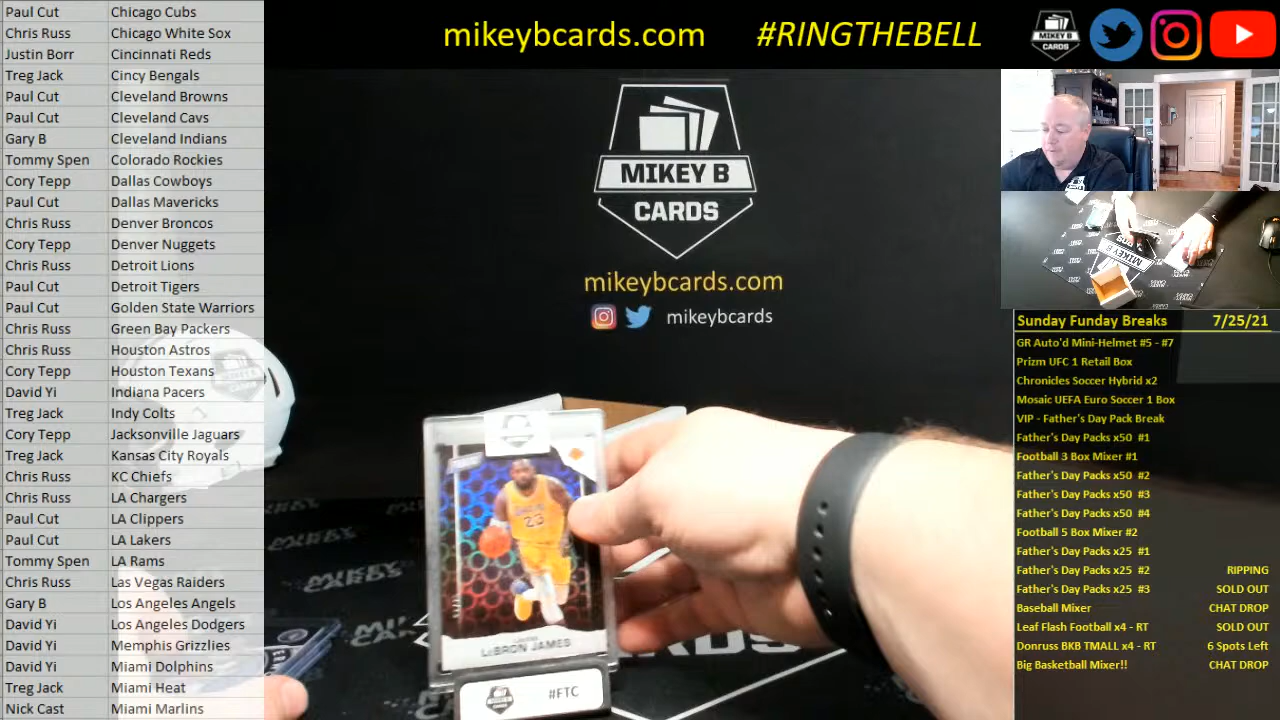 Paul Cut Chicago Cubs
Chris Russ Chicago White Sox
Justin Borr Cincinnati Reds
Treg Jack Cincy Bengals
Paul Cut Cleveland Browns
Paul Cut Cleveland Cavs
Gary B Cleveland Indians
Tommy Spen Colorado Rockies
Cory Tepp Dallas Cowboys
Paul Cut Dallas Mavericks
Chris Russ Denver Broncos
Cory Tepp Denver Nuggets
Chris Russ Detroit Lions
Paul Cut Detroit Tigers
Paul Cut Golden State Warriors
Chris Russ Green Bay Packers
Chris Russ Houston Astros
Cory Tepp Houston Texans
David Yi Indiana Pacers
Treg Jack Indy Colts
Cory Tepp Jacksonville Jaguars
Treg Jack Kansas City Royals
Chris Russ KC Chiefs
Chris Russ LA Chargers
Paul Cut LA Clippers
Paul Cut LA Lakers
Tommy Spen LA Rams
Chris Russ Las Vegas Raiders
Gary B Los Angeles Angels
David Yi Los Angeles Dodgers
David Yi Memphis Grizzlies
David Yi Miami Dolphins
Treg Jack Miami Heat
Nick Cast Miami Marlins
mikeybcards.com #RINGTHEBELL
MIKEY B
CARDS
MIKEY B
CARDS
mikeybcards.com
mikeybcards
23
LEBRON JAMES
#FTC
MIKEY B
Sunday Funday Breaks 7/25/21
GR Auto'd Mini-Helmet #5 - #7
Prizm UFC 1 Retail Box
Chronicles Soccer Hybrid x2
Mosaic UEFA Euro Soccer 1 Box
VIP - Father's Day Pack Break
Father's Day Packs x50 #1
Football 3 Box Mixer #1
Father's Day Packs x50 #2
Father's Day Packs x50 #3
Father's Day Packs x50 #4
Football 5 Box Mixer #2
Father's Day Packs x25 #1
Father's Day Packs x25 #2 RIPPING
Father's Day Packs x25 #3 SOLD OUT
Baseball Mixer CHAT DROP
Leaf Flash Football x4 - RT SOLD OUT
Donruss BKB TMALL x4 - RT 6 Spots Left
Big Basketball Mixer!! CHAT DROP